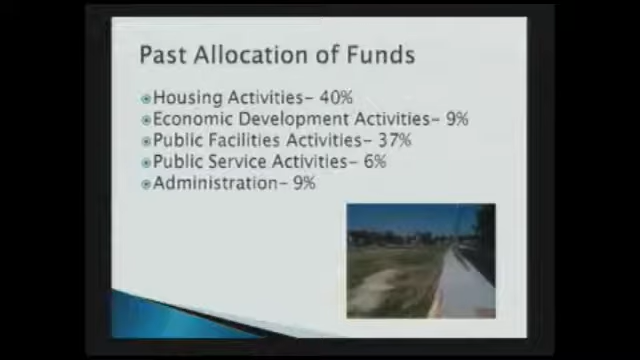 Past Allocation of Funds
Housing Activities- 40%
Economic Development Activities- 9%
Public Facilities Activities- 37%
Public Service Activities- 6%
Administration- 9%